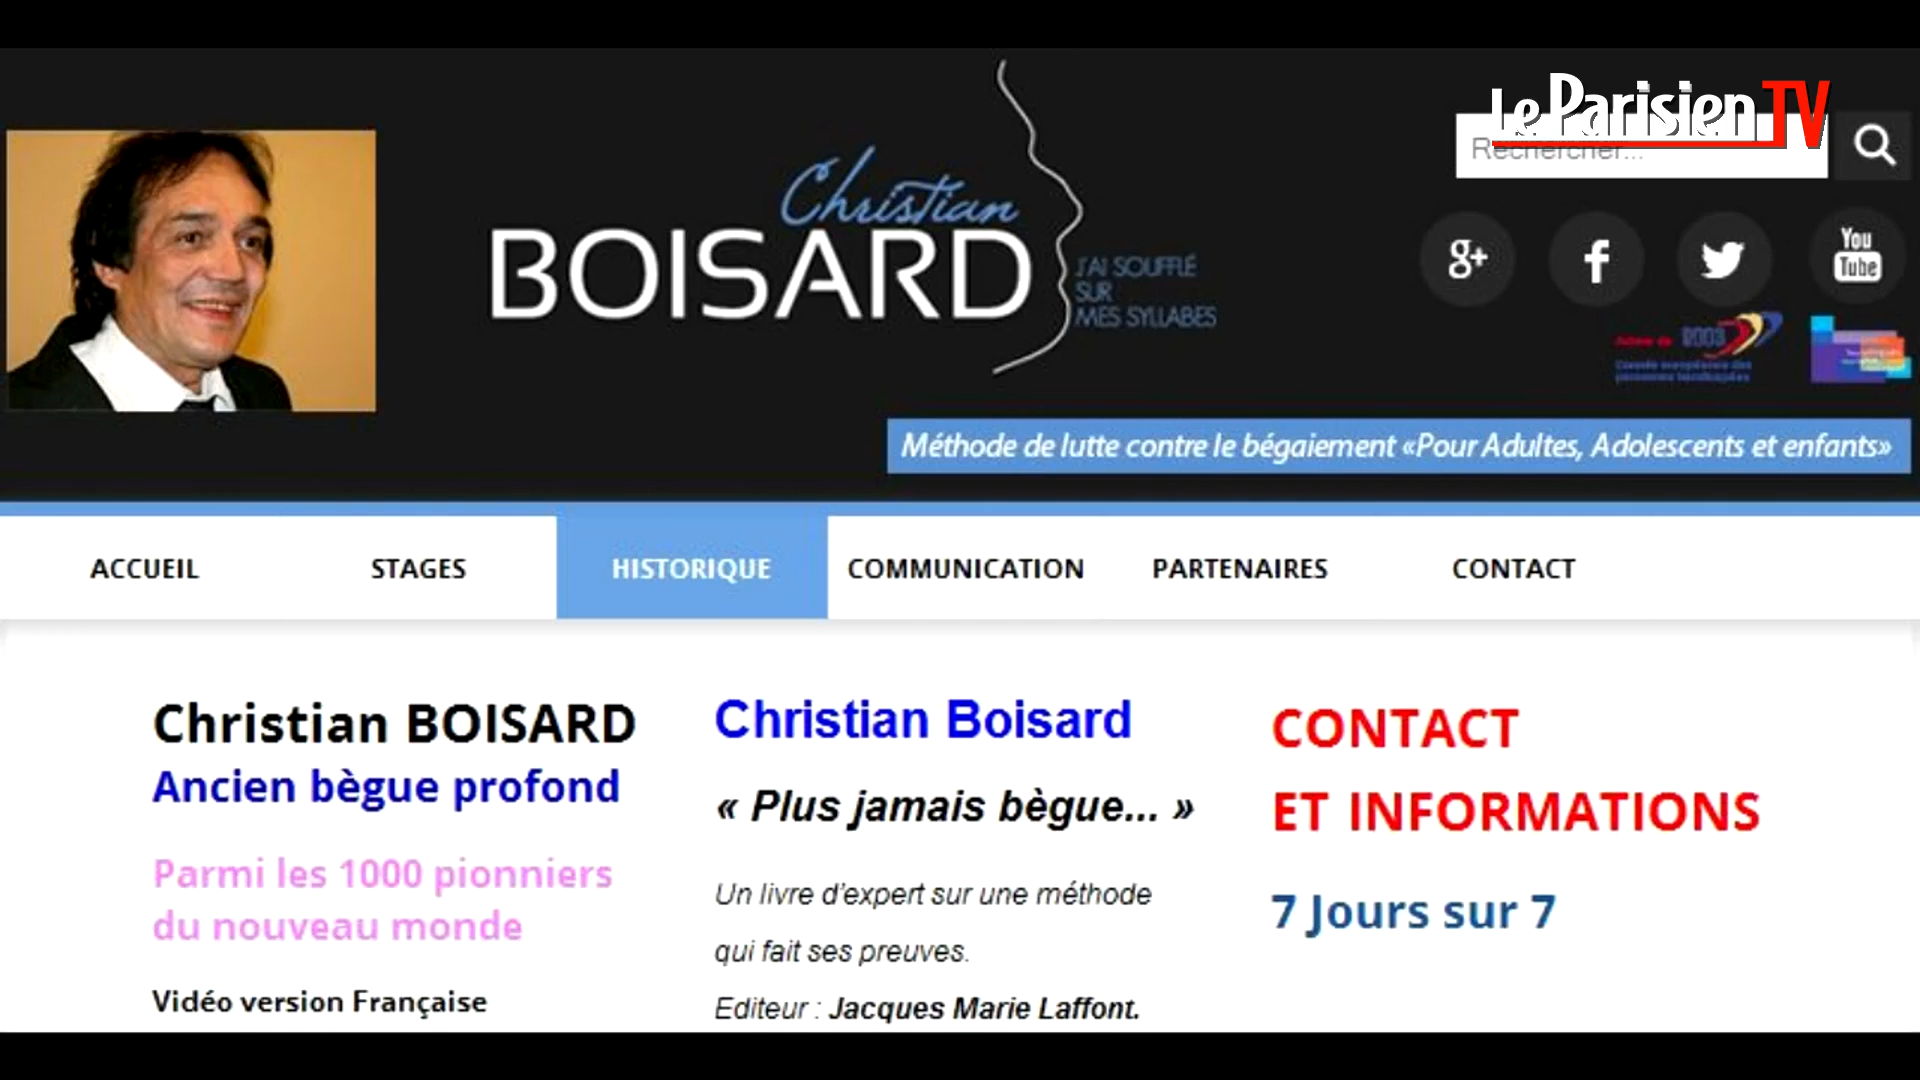 Le Parisien TV
Rechercher...
Christian
BOISARD
J'AI SOUFFLÉ
SUR
MES SYLLABES
g+
You
Tube
2003
Méthode de lutte contre le bégaiement «Pour Adultes, Adolescents et enfants»
ACCUEIL STAGES HISTORIQUE COMMUNICATION PARTENAIRES CONTACT
Christian BOISARD
Ancien bègue profond
Parmi les 1000 pionniers
du nouveau monde
Vidéo version Française
Christian Boisard
« Plus jamais bègue... »
Un livre d'expert sur une méthode
qui fait ses preuves.
Editeur : Jacques Marie Laffont.
CONTACT
ET INFORMATIONS
7 Jours sur 7